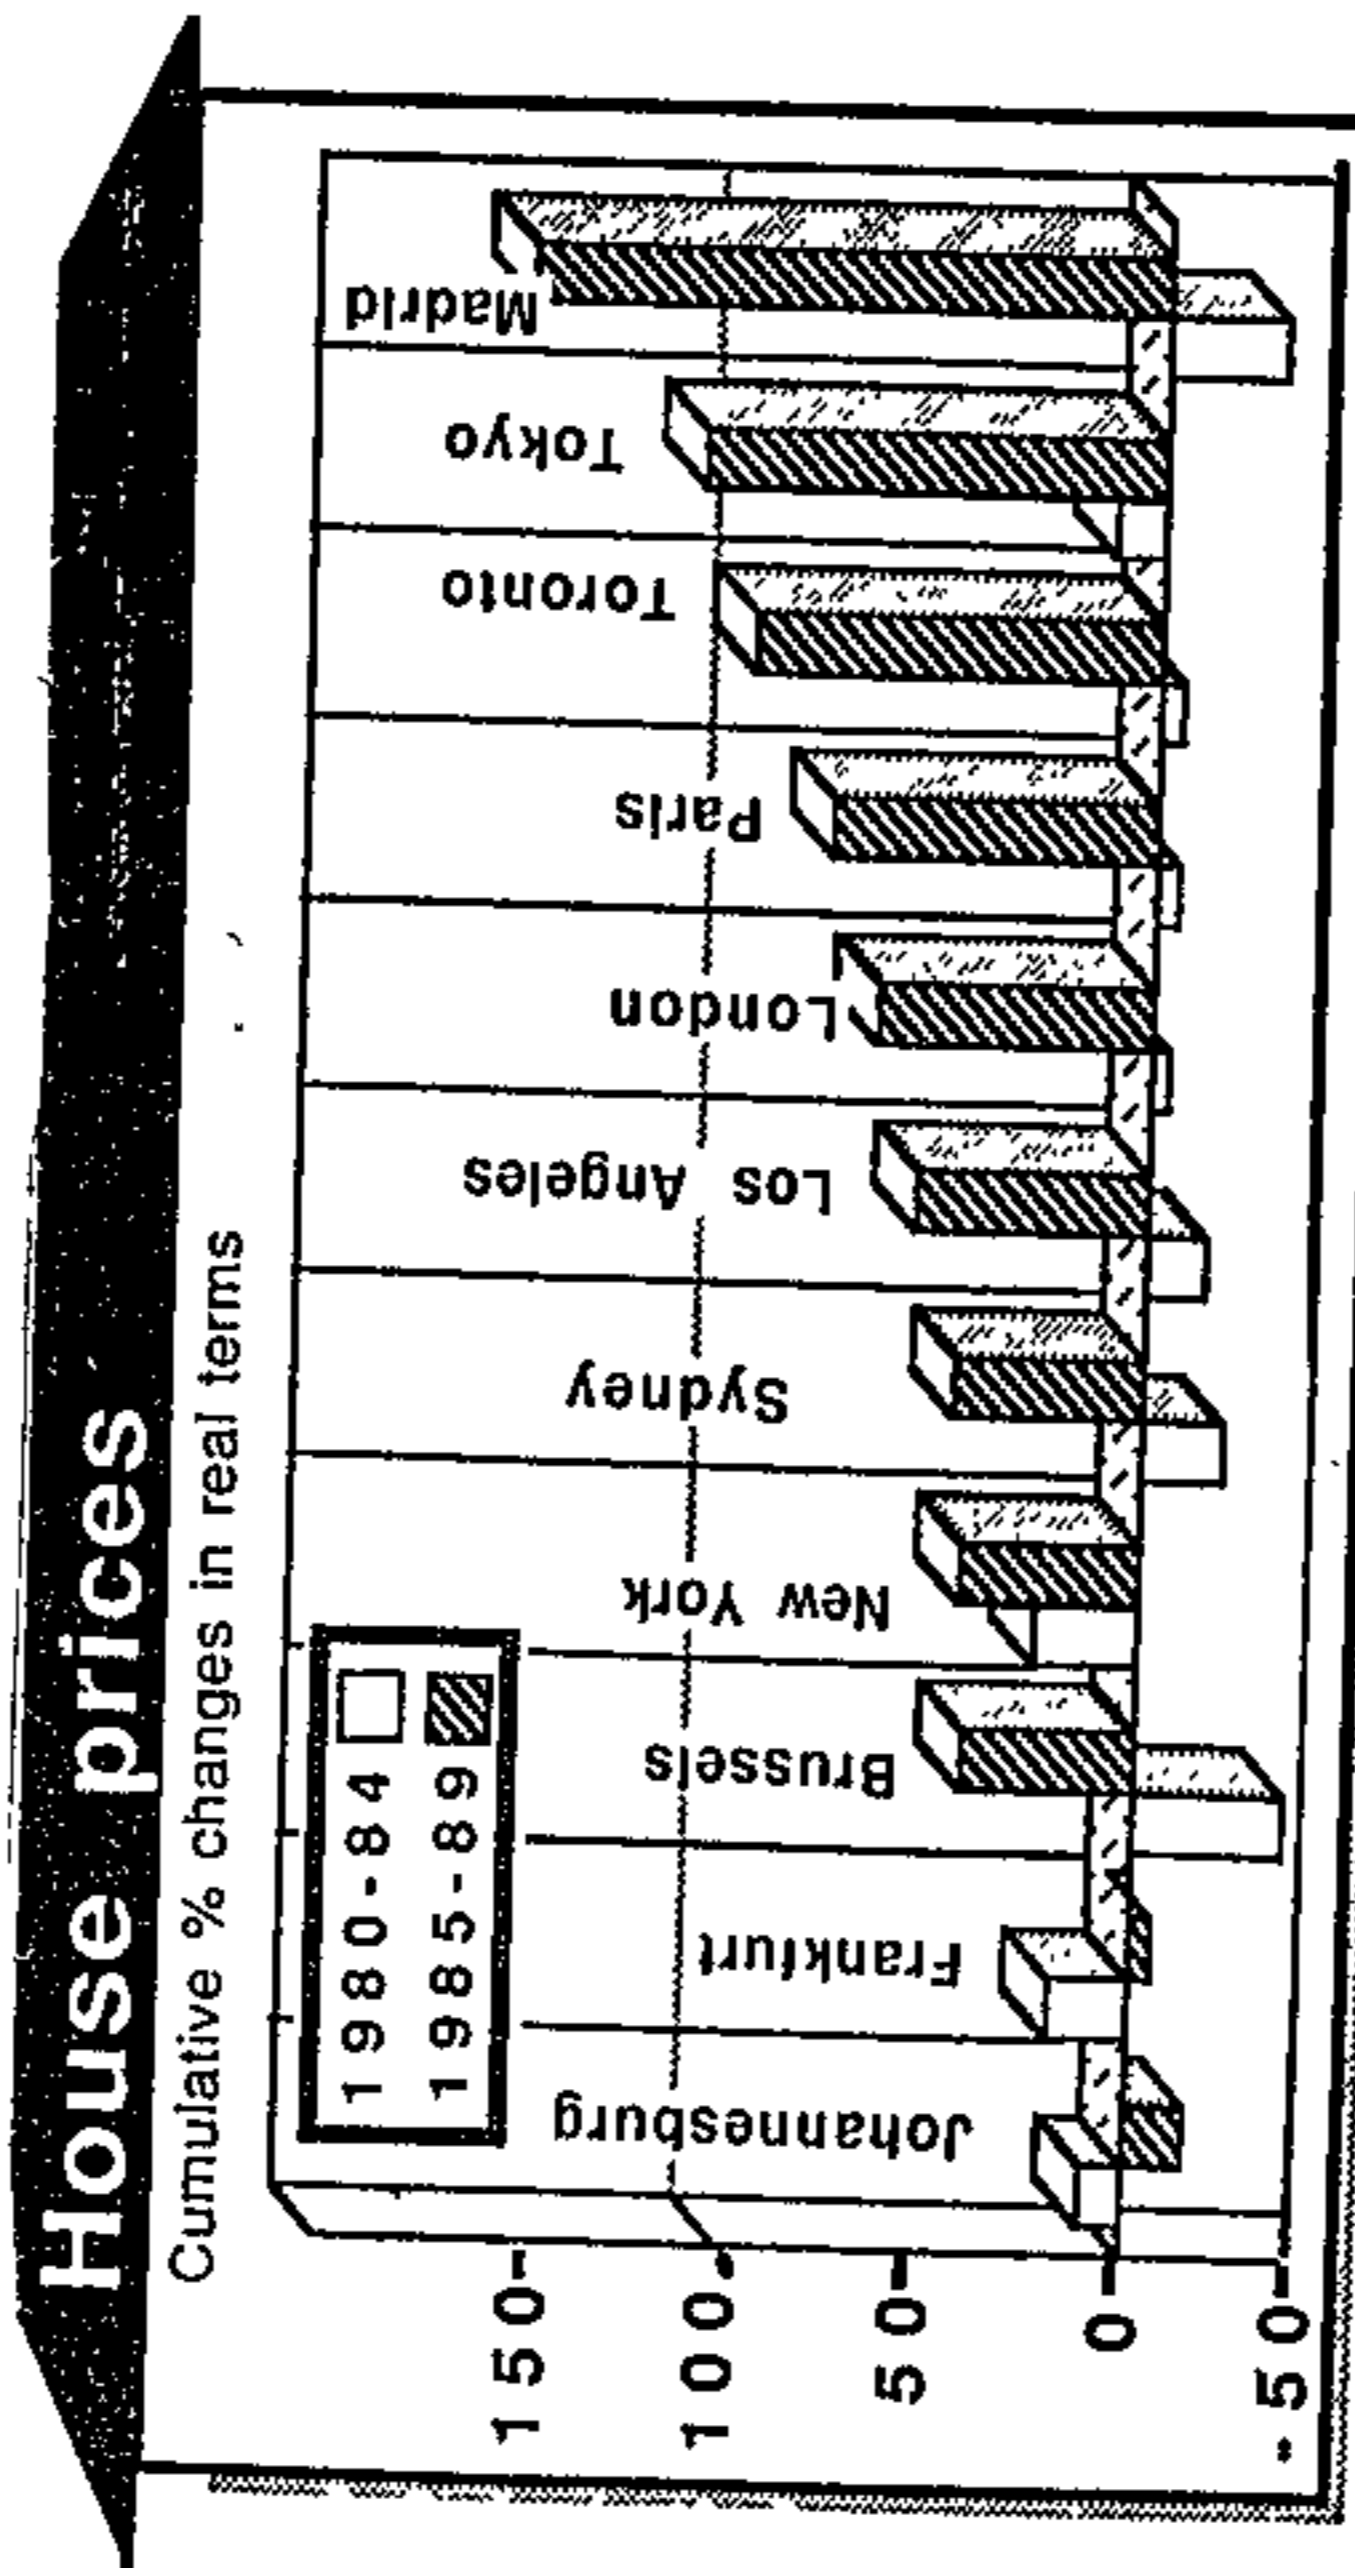 House prices
Cumulative % changes in real terms
1980-84
1985-89
150
100
50
0
-50
Johannesburg
Frankfurt
Brussels
New York
Sydney
Los Angeles
London
Paris
Toronto
Tokyo
Madrid